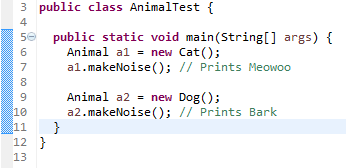 3 public class AnimalTest {
4
5 public static void main(String[] args) {
6 Animal a1 = new Cat();
7 a1.makeNoise(); // Prints Meowoo
8
9 Animal a2 = new Dog();
10 a2.makeNoise(); // Prints Bark
11 }
12 }
13